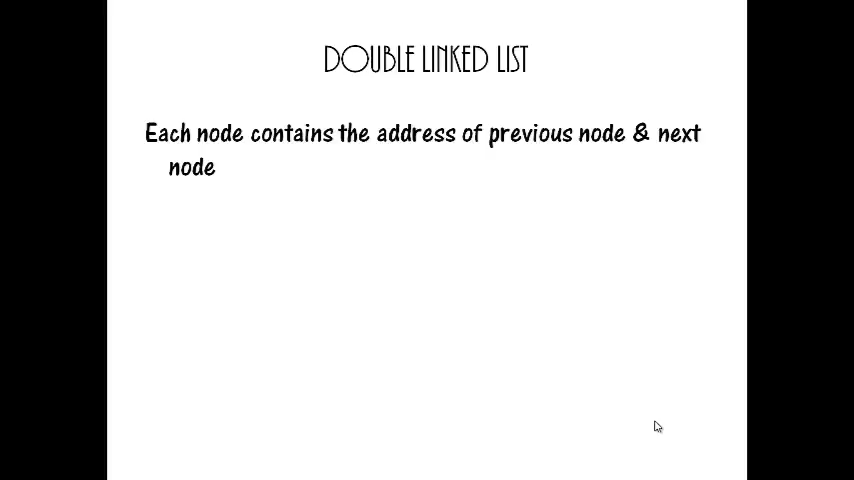 DOUBLE LINKED LIST
Each node contains the address of previous node & next
node